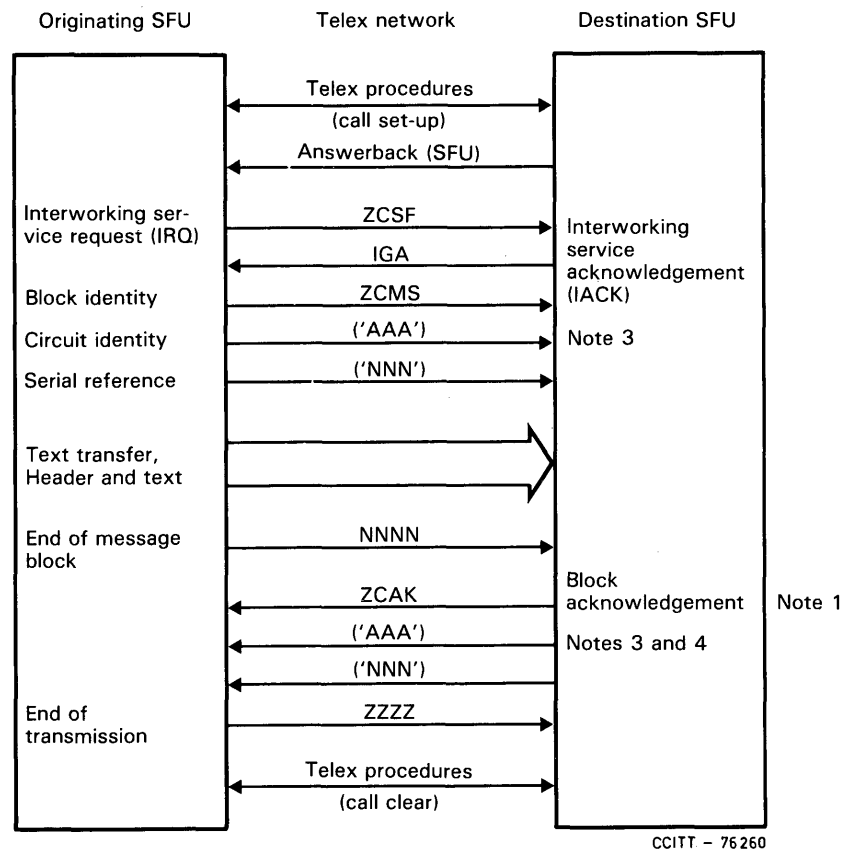 Originating SFU
Telex network
Destination SFU
Telex procedures
(call set-up)
Answerback (SFU)
Interworking ser-
vice request (IRQ)
ZCSF
Interworking
service
acknowledgement
(IACK)
IGA
Block identity
ZCMS
Circuit identity
('AAA')
Note 3
Serial reference
('NNN')
Text transfer,
Header and text
End of message
block
NNNN
Block
acknowledgement
Note 1
ZCAK
('AAA')
Notes 3 and 4
('NNN')
End of
transmission
ZZZZ
Telex procedures
(call clear)
CCITT - 76260